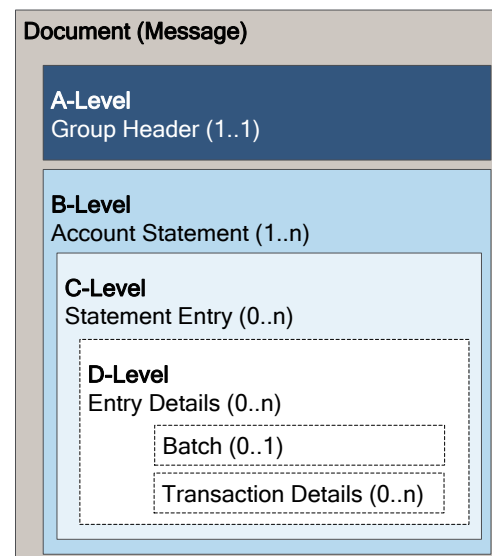 Document (Message)
A-Level
Group Header (1..1)
B-Level
Account Statement (1..n)
C-Level
Statement Entry (0..n)
D-Level
Entry Details (0..n)
Batch (0..1)
Transaction Details (0..n)